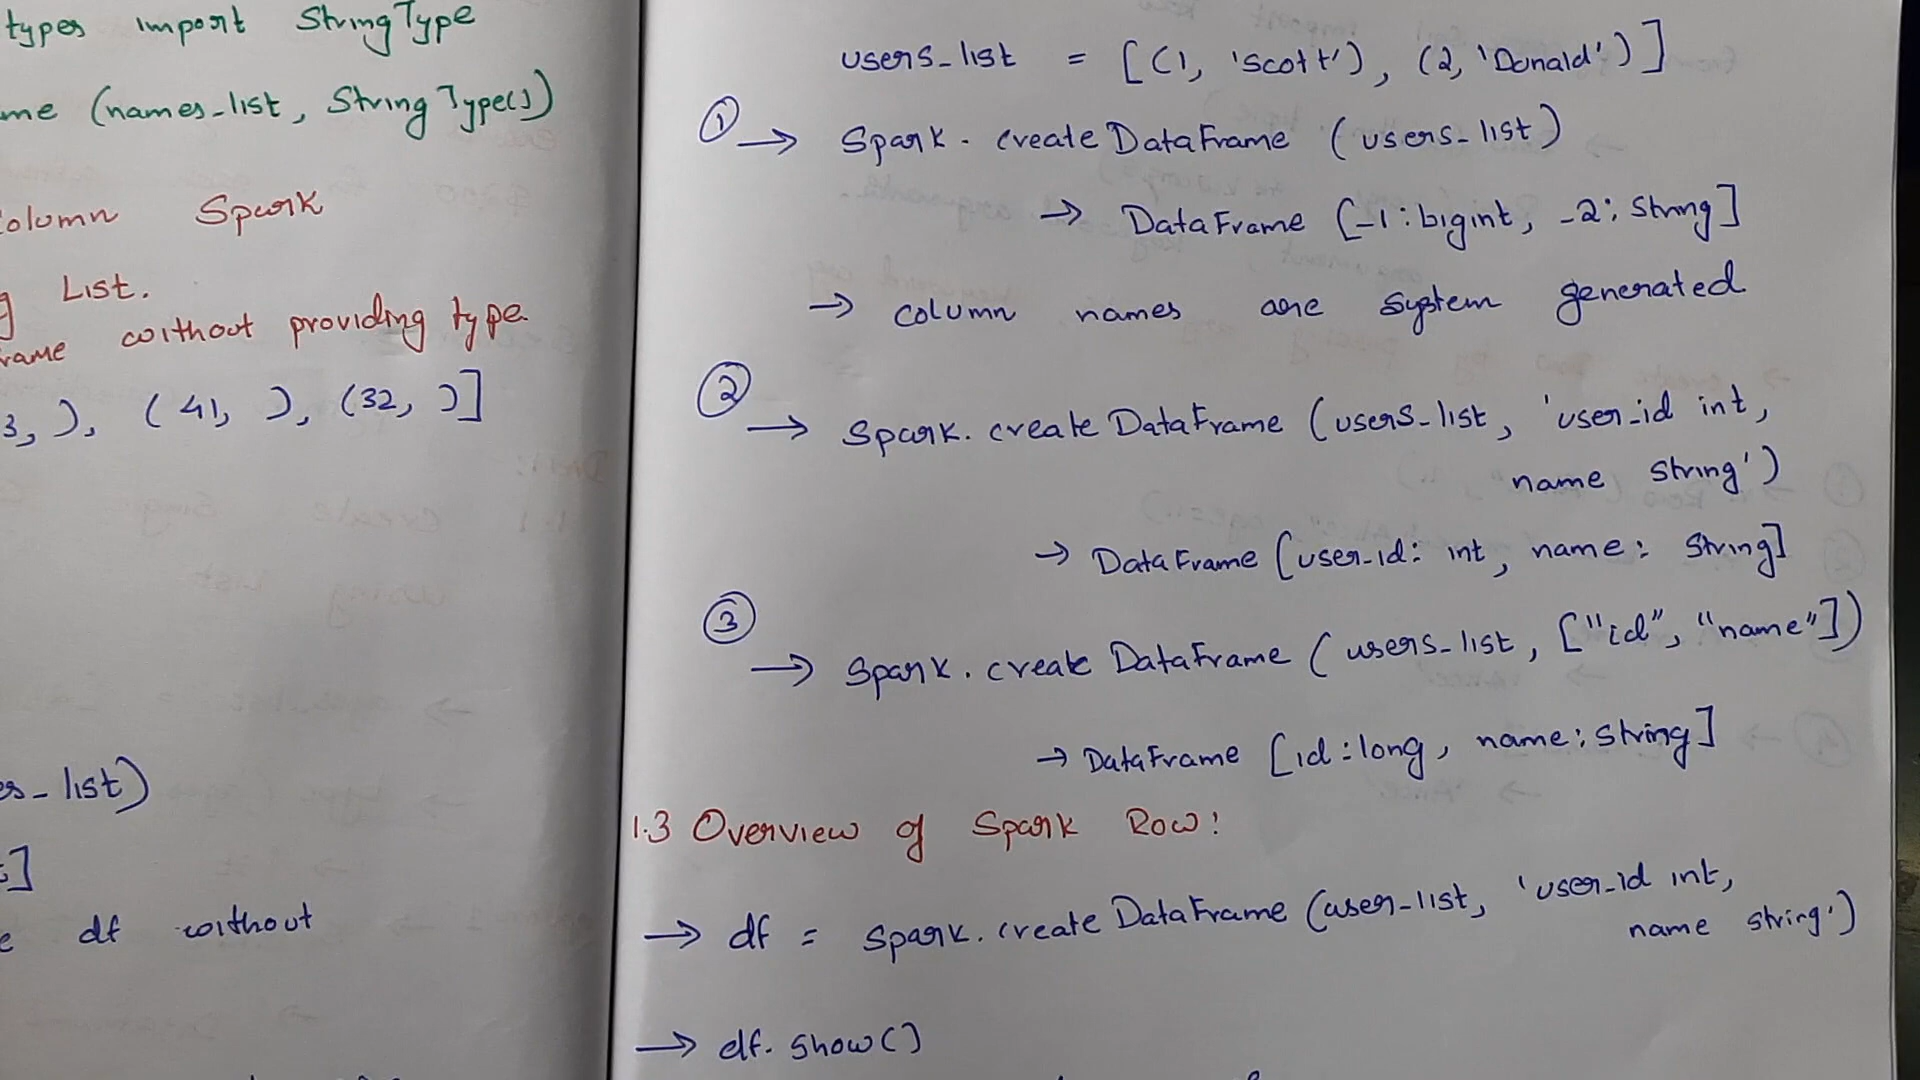 types import StringType
me (names_list, StringType())
olumn Spark
g List.
rame without providing type
3, ), (41, ), (32, )]
es_list)
]
e df without
users_list = [(1, 'scott'), (2, 'Donald')]
① → Spark. createDataFrame (users_list)
→ DataFrame [_1: bigint, _2: string]
→ column names are system generated
②
→ Spark. createDataFrame (users_list, 'user_id int,
name string')
→ DataFrame [user_id: int, name: string]
③
→ Spark. createDataFrame (users_list, ["id", "name"])
→ DataFrame [id: long, name: string]
1.3 Overview of Spark Row:
→ df = Spark. createDataFrame (user_list, 'user_id int,
name string')
→ df. show()